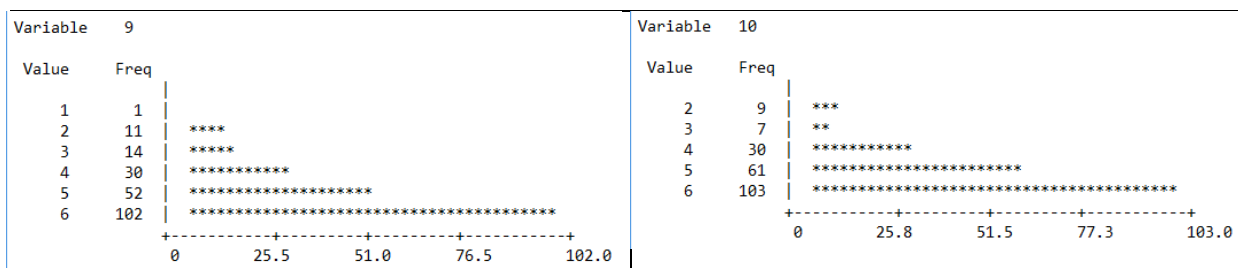 Variable 9
Value Freq
1 1 |
2 11 | ****
3 14 | *****
4 30 | ***********
5 52 | ********************
6 102 | ****************************************
+-----------+---------+---------+-----------+
0 25.5 51.0 76.5 102.0
Variable 10
Value Freq
2 9 | ***
3 7 | **
4 30 | ***********
5 61 | ***********************
6 103 | ****************************************
+-----------+---------+---------+-----------+
0 25.8 51.5 77.3 103.0